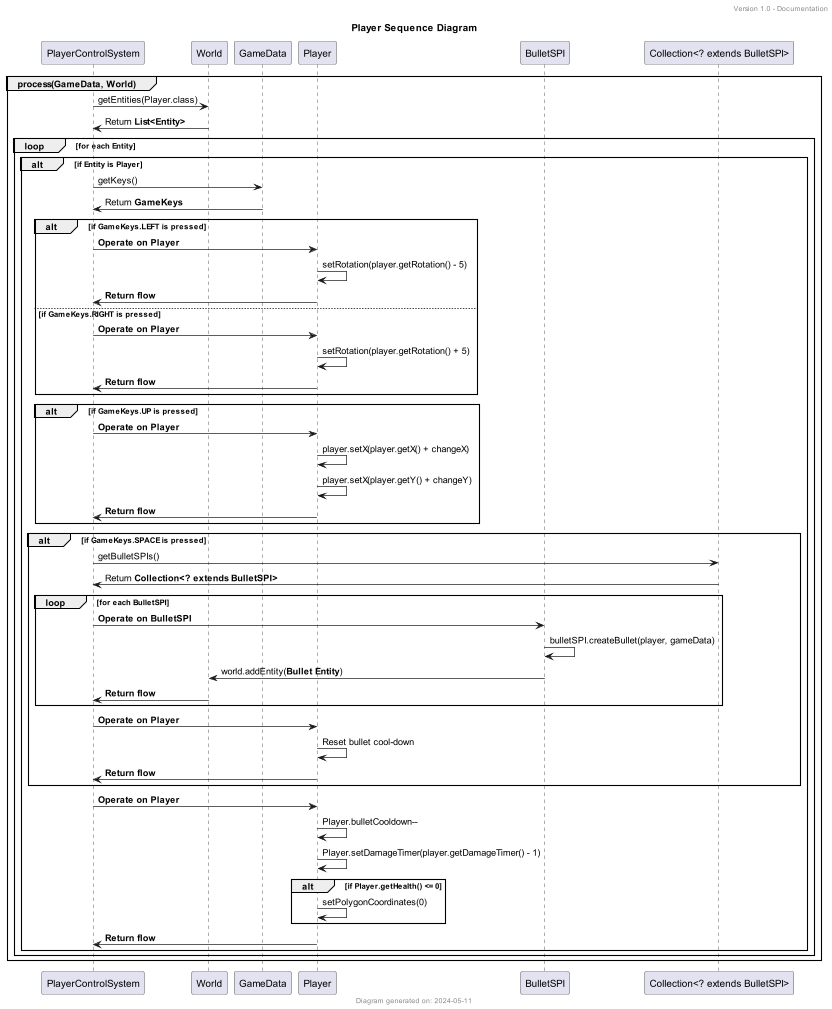 Version 1.0 - Documentation
Player Sequence Diagram
PlayerControlSystem World GameData Player BulletSPI Collection<? extends BulletSPI>
process(GameData, World)
getEntities(Player.class)
Return List<Entity>
loop [for each Entity]
alt [if Entity is Player]
getKeys()
Return GameKeys
alt [if GameKeys.LEFT is pressed]
Operate on Player
setRotation(player.getRotation() - 5)
Return flow
[if GameKeys.RIGHT is pressed]
Operate on Player
setRotation(player.getRotation() + 5)
Return flow
alt [if GameKeys.UP is pressed]
Operate on Player
player.setX(player.getX() + changeX)
player.setX(player.getY() + changeY)
Return flow
alt [if GameKeys.SPACE is pressed]
getBulletSPIs()
Return Collection<? extends BulletSPI>
loop [for each BulletSPI]
Operate on BulletSPI
bulletSPI.createBullet(player, gameData)
world.addEntity(Bullet Entity)
Return flow
Operate on Player
Reset bullet cool-down
Return flow
Operate on Player
Player.bulletCooldown--
Player.setDamageTimer(player.getDamageTimer() - 1)
alt [if Player.getHealth() <= 0]
setPolygonCoordinates(0)
Return flow
PlayerControlSystem World GameData Player BulletSPI Collection<? extends BulletSPI>
Diagram generated on: 2024-05-11